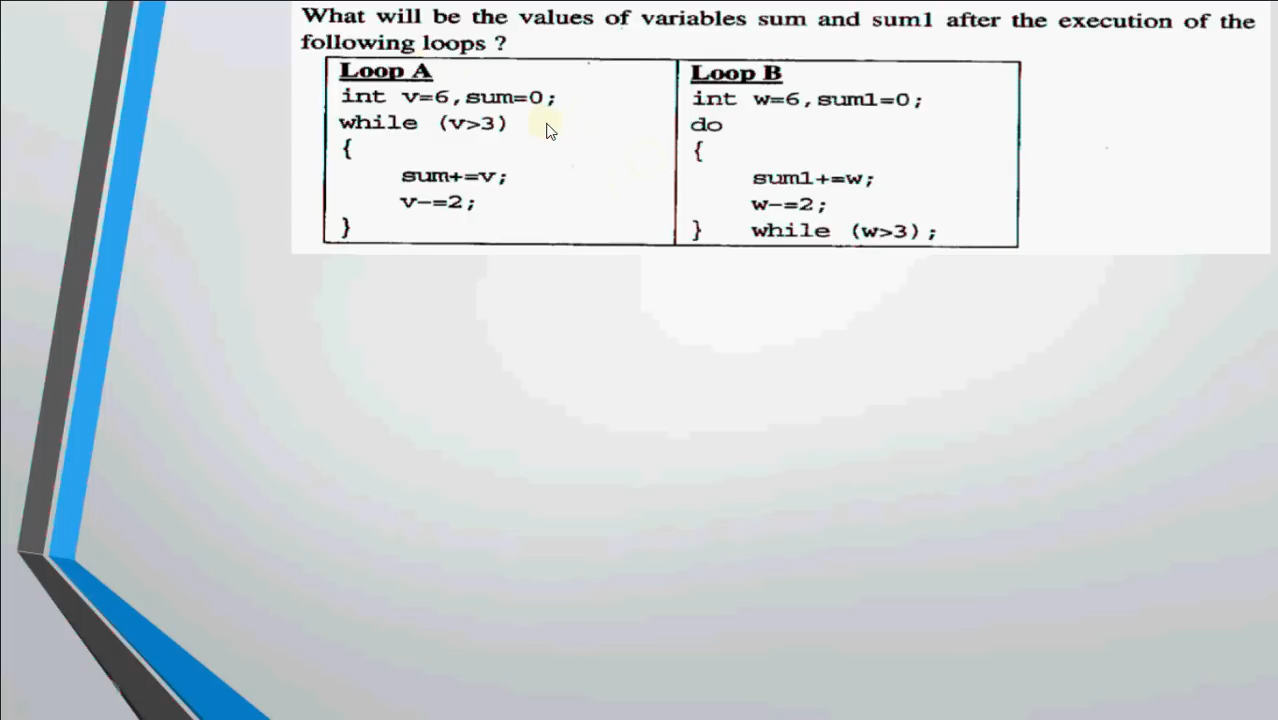 What will be the values of variables sum and sum1 after the execution of the
following loops ?
Loop A
int v=6,sum=0;
while (v>3)
{
sum+=v;
v-=2;
}
Loop B
int w=6,sum1=0;
do
{
sum1+=w;
w-=2;
} while (w>3);